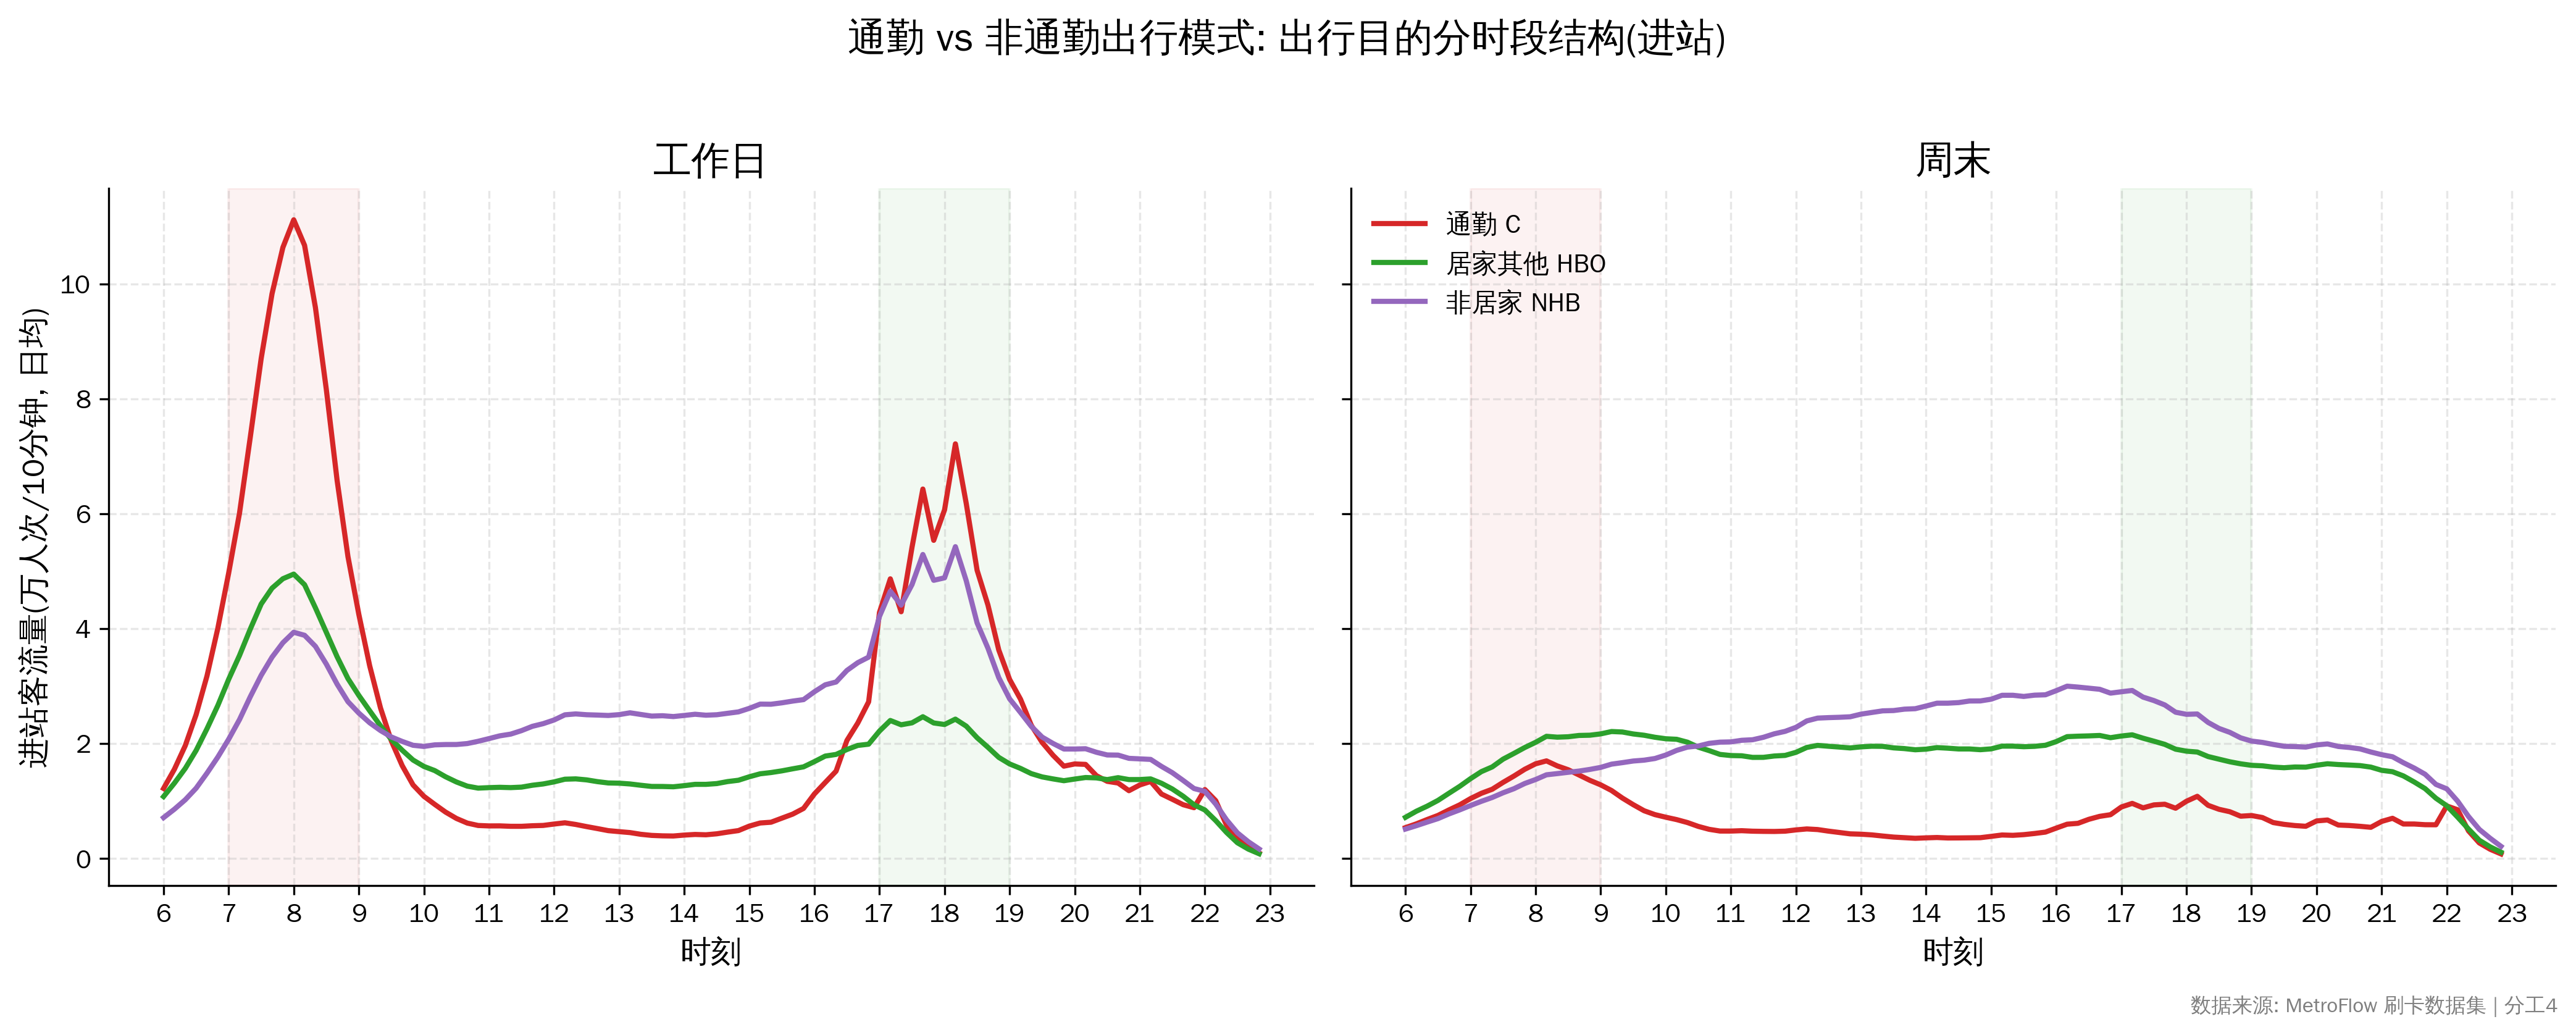 通勤 vs 非通勤出行模式: 出行目的分时段结构(进站)
工作日
进站客流量(万人次/10分钟, 日均)
10
8
6
4
2
0
6 7 8 9 10 11 12 13 14 15 16 17 18 19 20 21 22 23
时刻
周末
通勤 C
居家其他 HBO
非居家 NHB
6 7 8 9 10 11 12 13 14 15 16 17 18 19 20 21 22 23
时刻
数据来源: MetroFlow 刷卡数据集 | 分工4